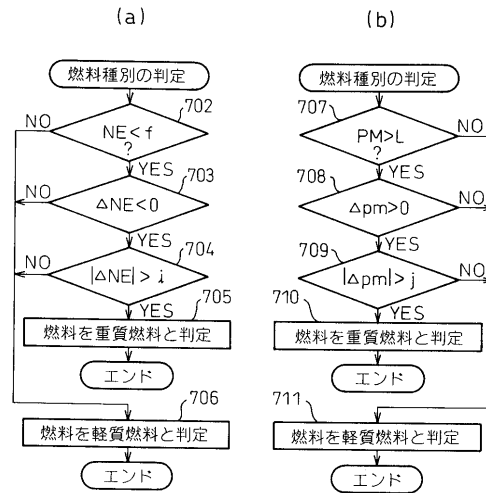 (a)
燃料種別の判定
702
NE<f
?
NO
YES
703
△NE<0
NO
YES
704
|△NE|>i
NO
YES
705
燃料を重質燃料と判定
エンド
706
燃料を軽質燃料と判定
エンド
(b)
燃料種別の判定
707
PM>L
?
NO
YES
708
△pm>0
NO
YES
709
|△pm|>j
NO
YES
710
燃料を重質燃料と判定
エンド
711
燃料を軽質燃料と判定
エンド